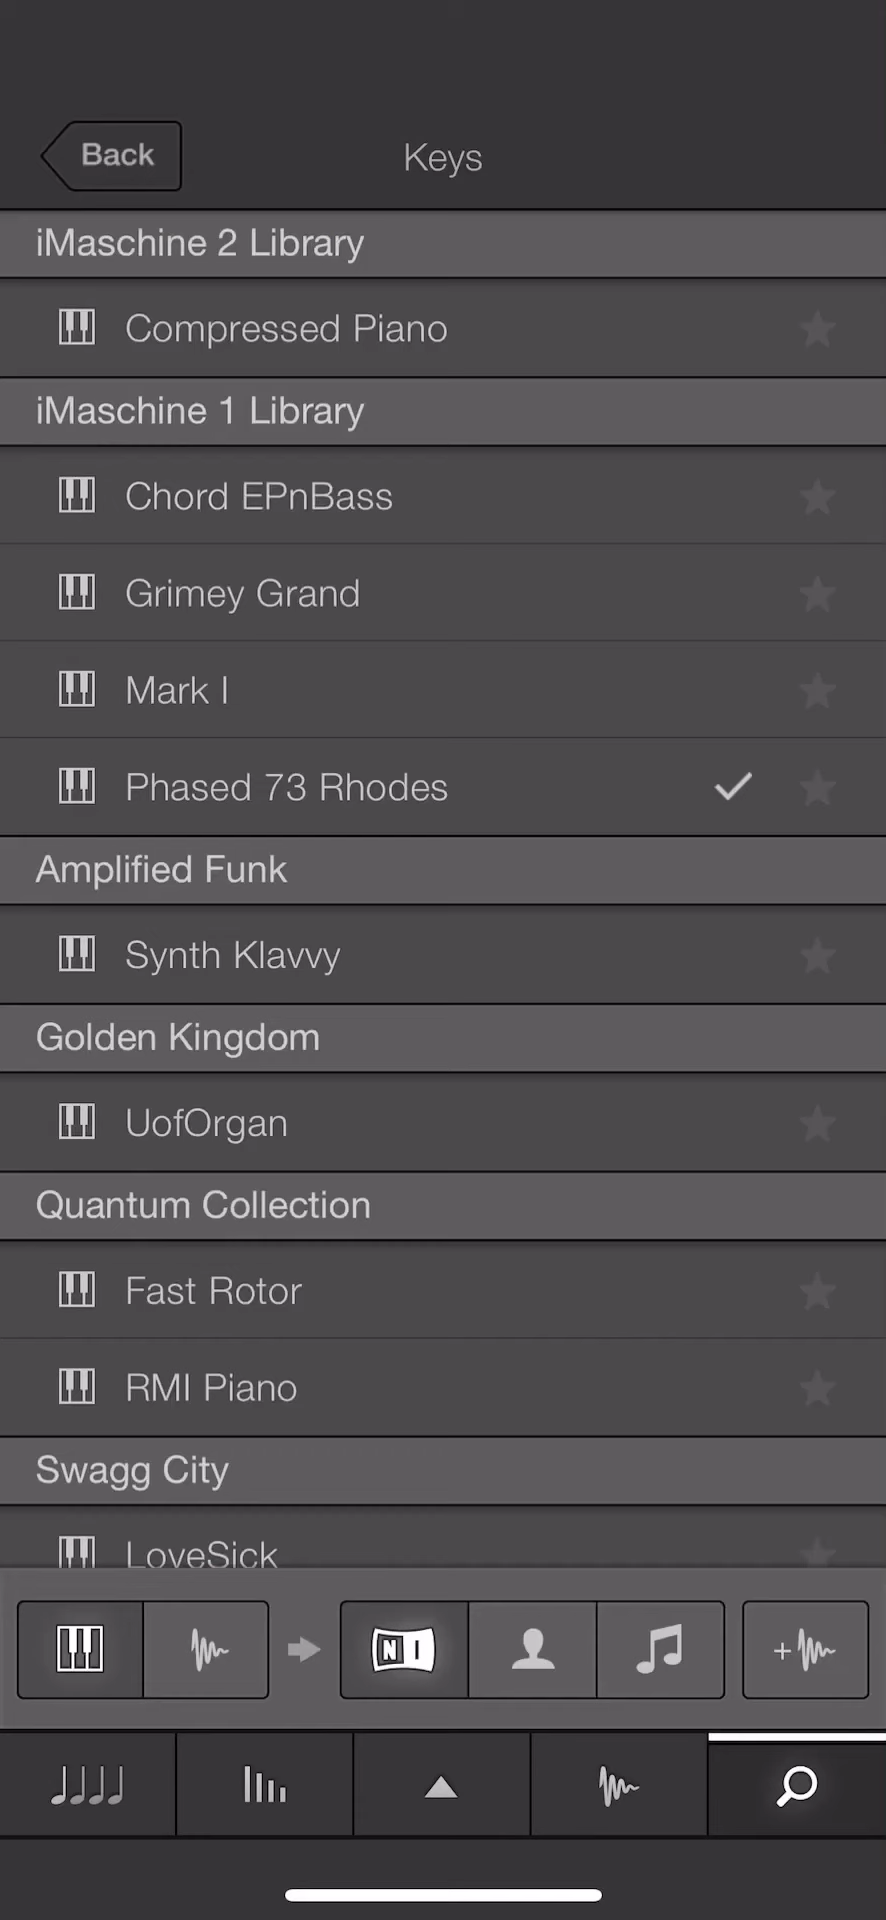 Back
Keys
iMaschine 2 Library
Compressed Piano
iMaschine 1 Library
Chord EPnBass
Grimey Grand
Mark I
Phased 73 Rhodes
Amplified Funk
Synth Klavvy
Golden Kingdom
UofOrgan
Quantum Collection
Fast Rotor
RMI Piano
Swagg City
LoveSick
N I